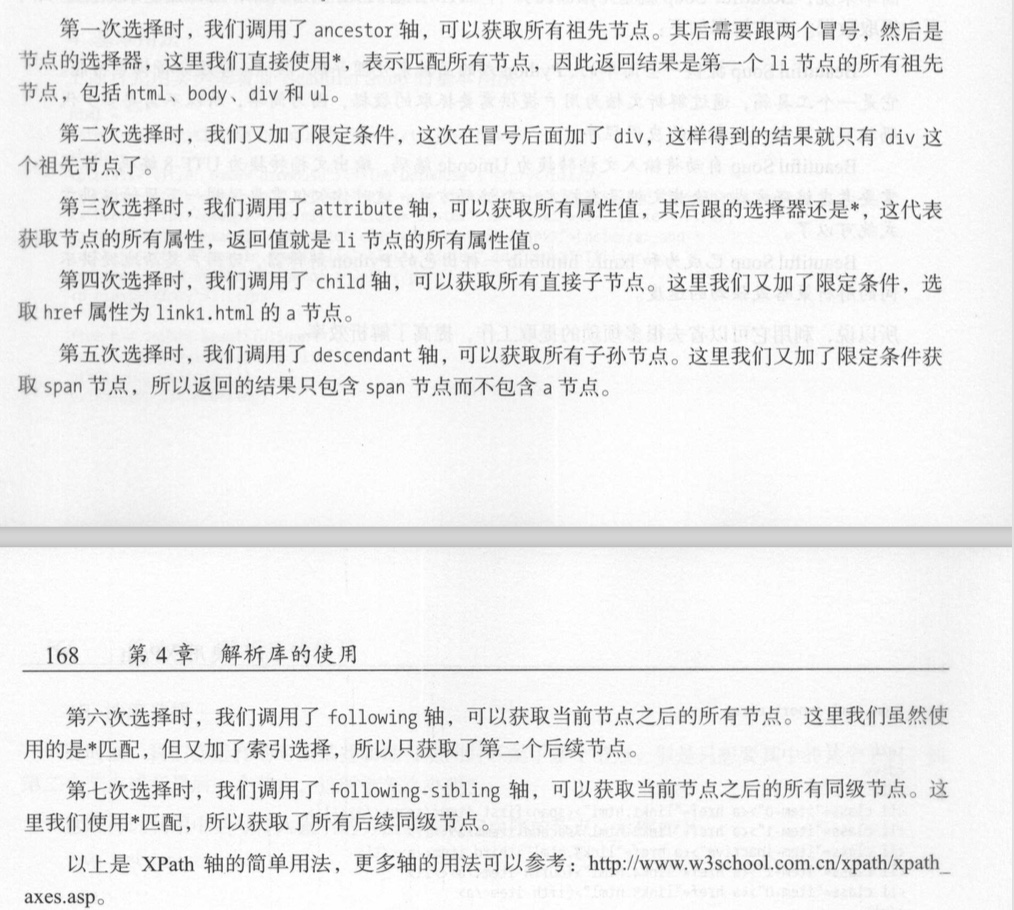 第一次选择时，我们调用了 ancestor 轴，可以获取所有祖先节点。其后需要跟两个冒号，然后是
节点的选择器，这里我们直接使用*，表示匹配所有节点，因此返回结果是第一个 li 节点的所有祖先
节点，包括 html、body、div 和 ul。
第二次选择时，我们又加了限定条件，这次在冒号后面加了 div，这样得到的结果就只有 div 这
个祖先节点了。
第三次选择时，我们调用了 attribute 轴，可以获取所有属性值，其后跟的选择器还是*，这代表
获取节点的所有属性，返回值就是 li 节点的所有属性值。
第四次选择时，我们调用了 child 轴，可以获取所有直接子节点。这里我们又加了限定条件，选
取 href 属性为 link1.html 的 a 节点。
第五次选择时，我们调用了 descendant 轴，可以获取所有子孙节点。这里我们又加了限定条件获
取 span 节点，所以返回的结果只包含 span 节点而不包含 a 节点。
168 第 4 章 解析库的使用
第六次选择时，我们调用了 following 轴，可以获取当前节点之后的所有节点。这里我们虽然使
用的是*匹配，但又加了索引选择，所以只获取了第二个后续节点。
第七次选择时，我们调用了 following-sibling 轴，可以获取当前节点之后的所有同级节点。这
里我们使用*匹配，所以获取了所有后续同级节点。
以上是 XPath 轴的简单用法，更多轴的用法可以参考：http://www.w3school.com.cn/xpath/xpath_
axes.asp。